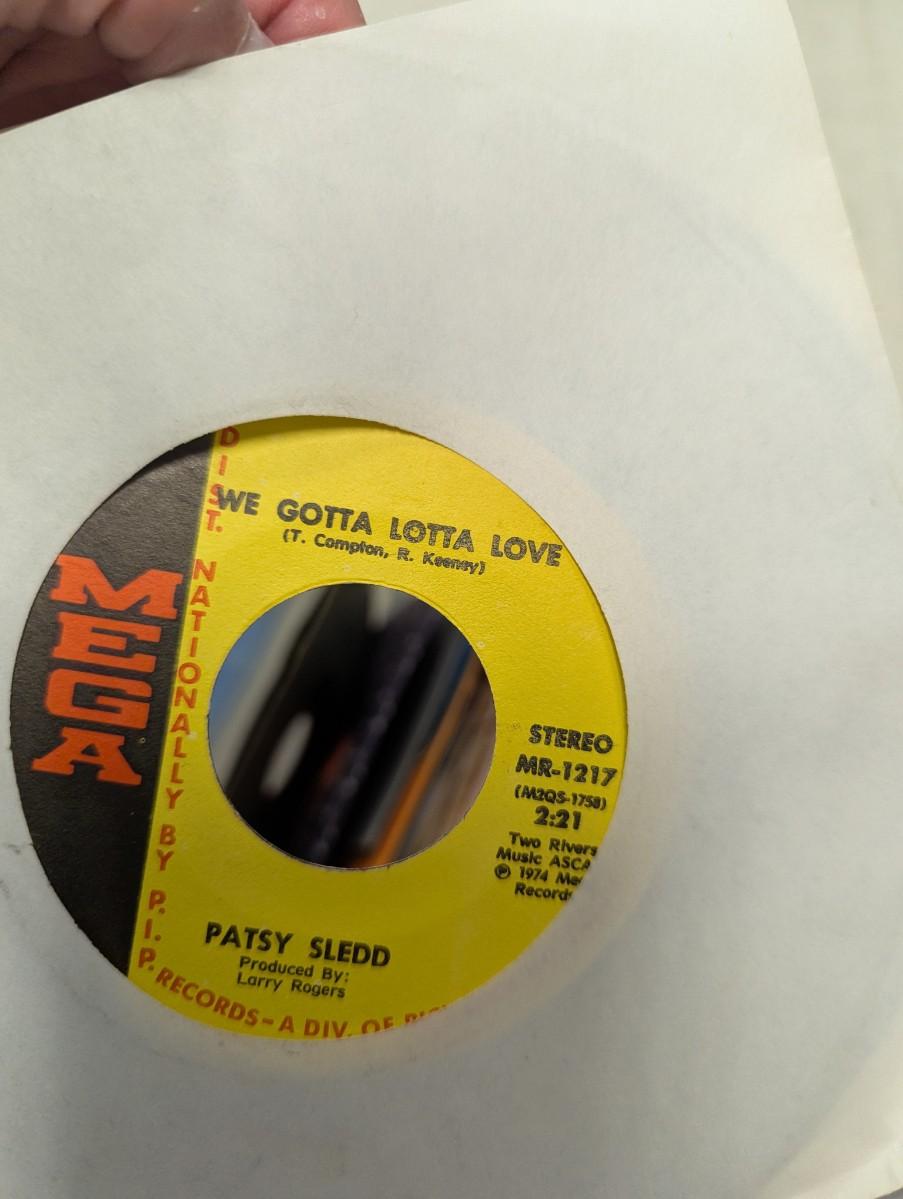 WE GOTTA LOTTA LOVE
(T. Compton, R. Keeney)
MEGA
DIST. NATIONALLY BY P.I.P. RECORDS-A DIV. OF
STEREO
MR-1217
(M2QS-1758)
2:21
Two Rivers
Music ASCA
℗ 1974 Me
Records
PATSY SLEDD
Produced By:
Larry Rogers